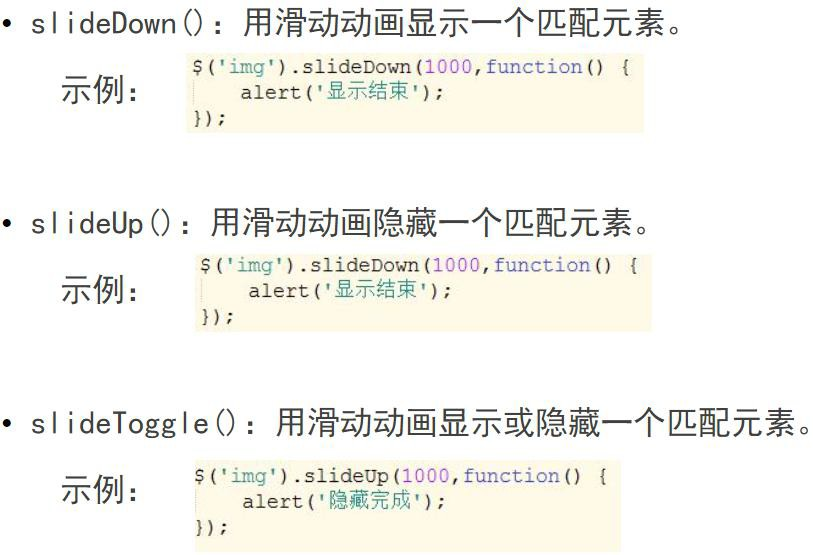 • slideDown()：用滑动动画显示一个匹配元素。
示例：
$('img').slideDown(1000,function() {
alert('显示结束');
});
• slideUp()：用滑动动画隐藏一个匹配元素。
示例：
$('img').slideDown(1000,function() {
alert('显示结束');
});
• slideToggle()：用滑动动画显示或隐藏一个匹配元素。
示例：
$('img').slideUp(1000,function() {
alert('隐藏完成');
});